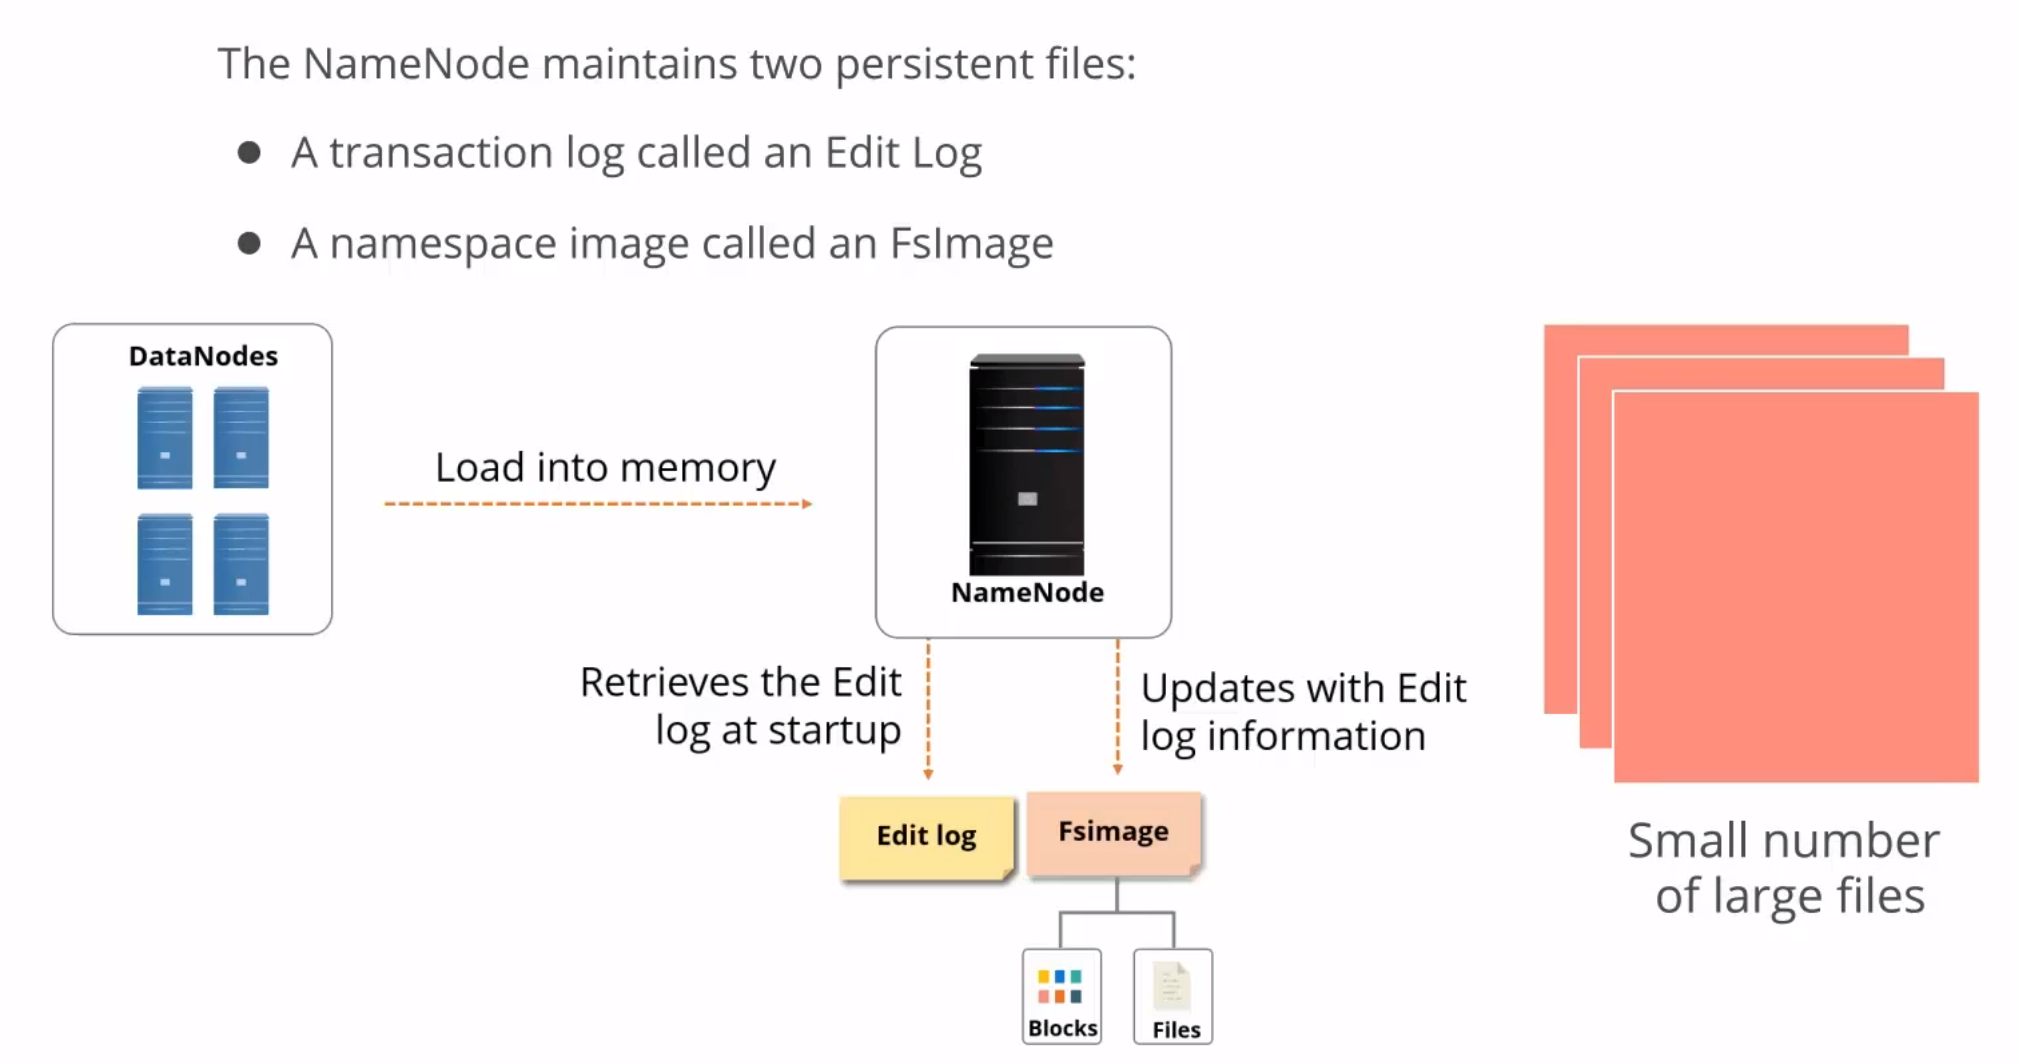 The NameNode maintains two persistent files:
● A transaction log called an Edit Log
● A namespace image called an FsImage
DataNodes
Load into memory
NameNode
Retrieves the Edit
log at startup
Updates with Edit
log information
Edit log
Fsimage
Blocks
Files
Small number
of large files